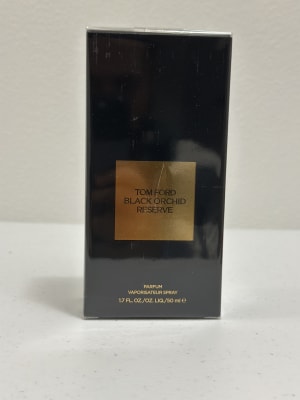 TOM FORD
BLACK ORCHID
RESERVE
PARFUM
VAPORISATEUR SPRAY
1.7 FL. OZ./OZ. LIQ./50 ml ℮